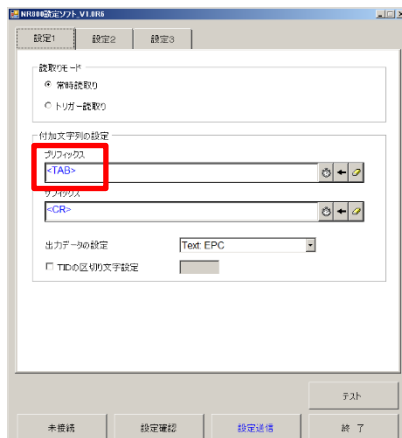 NR800設定ソフト_V1.0R6
設定1 設定2 設定3
読取りモード
常時読取り
トリガー読取り
付加文字列の設定
プリフィックス
<TAB>
サフィックス
<CR>
出力データの設定 Text: EPC
TIDの区切り文字設定
テスト
未接続 設定確認 設定送信 終 了